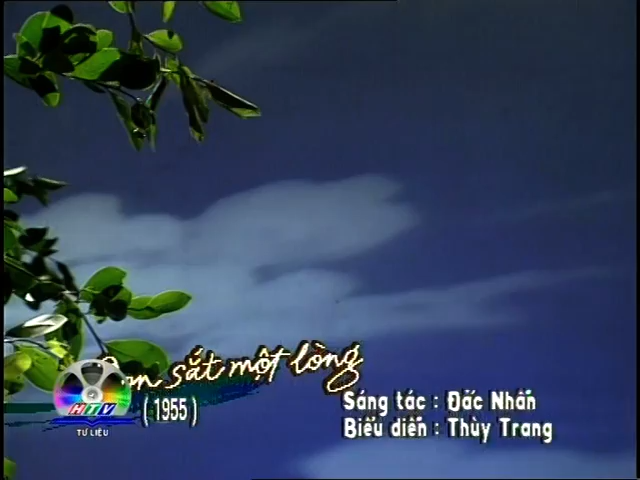 sắt một lòng
(1955)
Sáng tác : Đắc Nhẫn
Biểu diễn : Thùy Trang
HTV
TƯ LIỆU